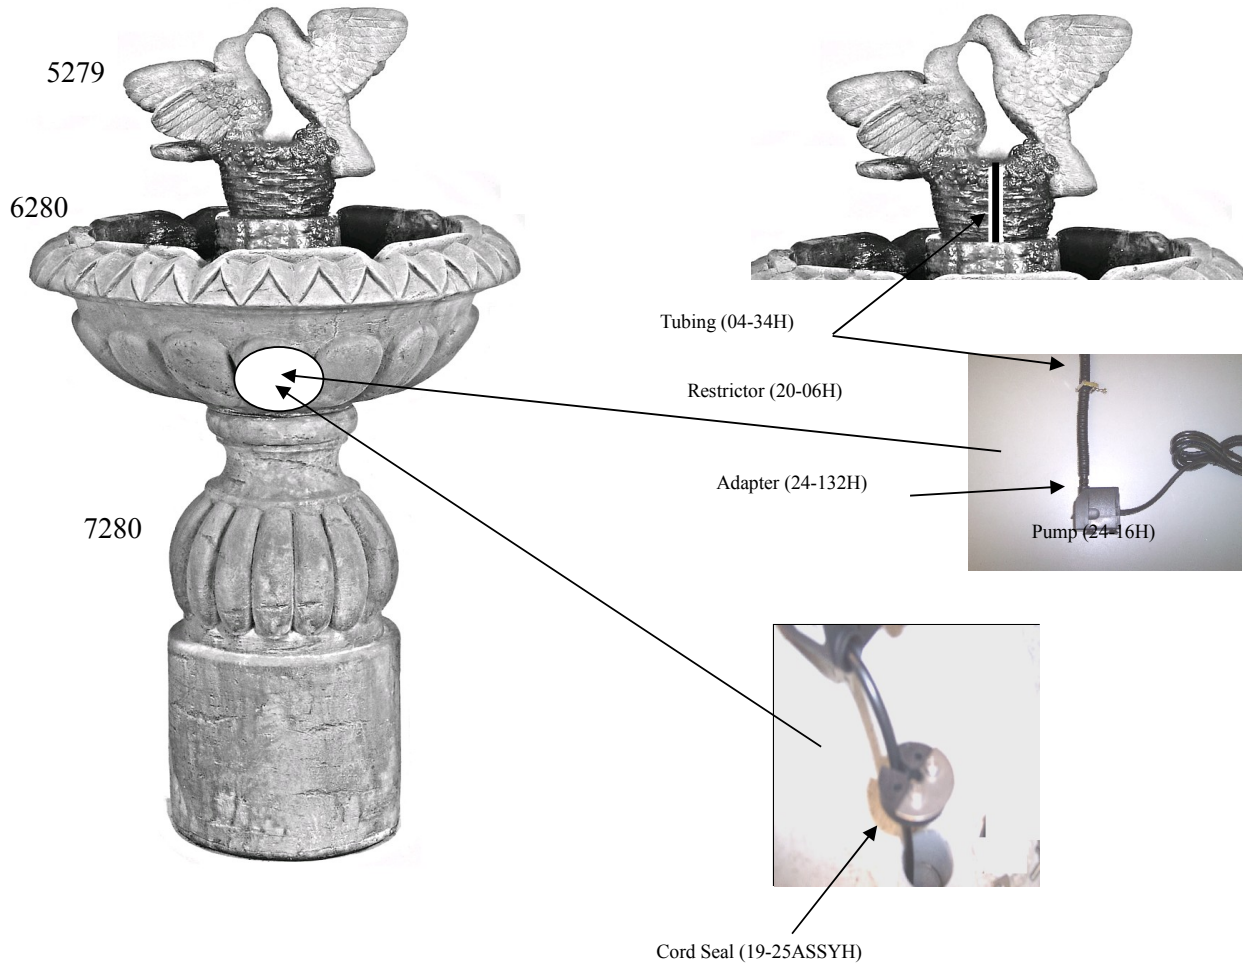 5279
6280
7280
Tubing (04-34H)
Restrictor (20-06H)
Adapter (24-132H)
Pump (24-16H)
Cord Seal (19-25ASSYH)